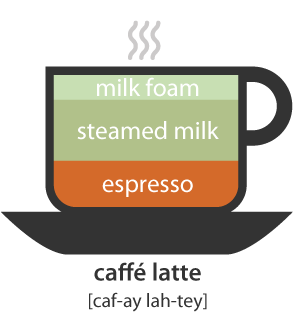 milk foam
steamed milk
espresso
caffé latte
[caf-ay lah-tey]